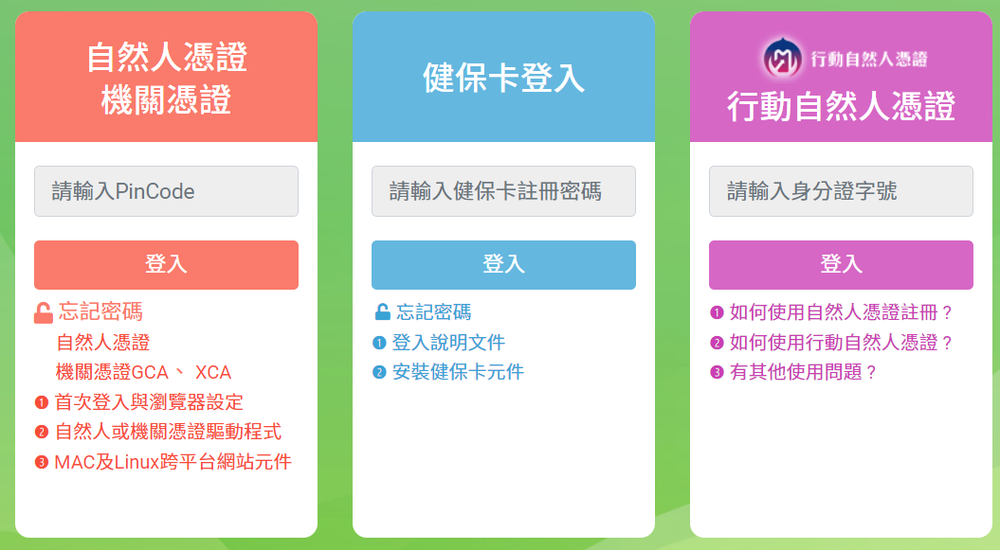 自然人憑證
機關憑證
請輸入PinCode
登入
忘記密碼
自然人憑證
機關憑證GCA、 XCA
❶ 首次登入與瀏覽器設定
❷ 自然人或機關憑證驅動程式
❸ MAC及Linux跨平台網站元件
健保卡登入
請輸入健保卡註冊密碼
登入
忘記密碼
❶ 登入說明文件
❷ 安裝健保卡元件
行動自然人憑證
行動自然人憑證
請輸入身分證字號
登入
❶ 如何使用自然人憑證註冊？
❷ 如何使用行動自然人憑證？
❸ 有其他使用問題？